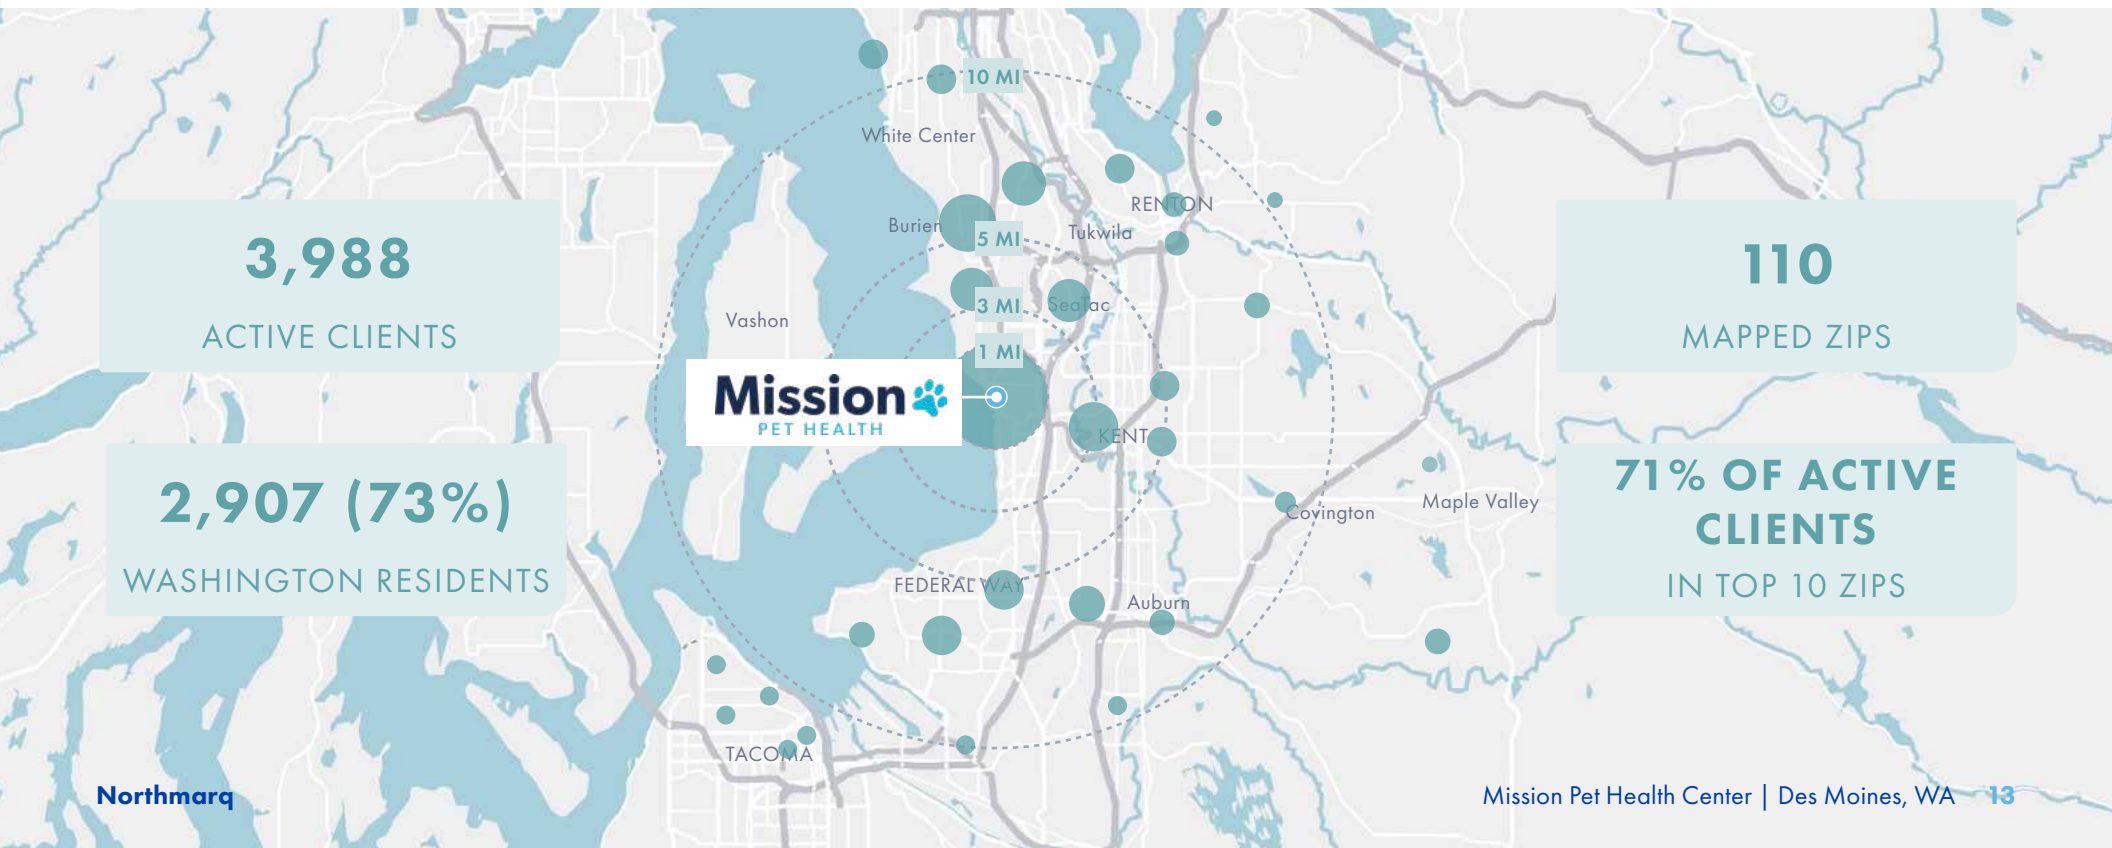 10 MI
White Center
RENTON
Burien
Tukwila
5 MI
3,988
ACTIVE CLIENTS
110
MAPPED ZIPS
3 MI
SeaTac
Vashon
1 MI
Mission
PET HEALTH
KENT
2,907 (73%)
WASHINGTON RESIDENTS
71% OF ACTIVE
CLIENTS
IN TOP 10 ZIPS
Maple Valley
Covington
FEDERAL WAY
Auburn
TACOMA
Northmarq
Mission Pet Health Center | Des Moines, WA 13